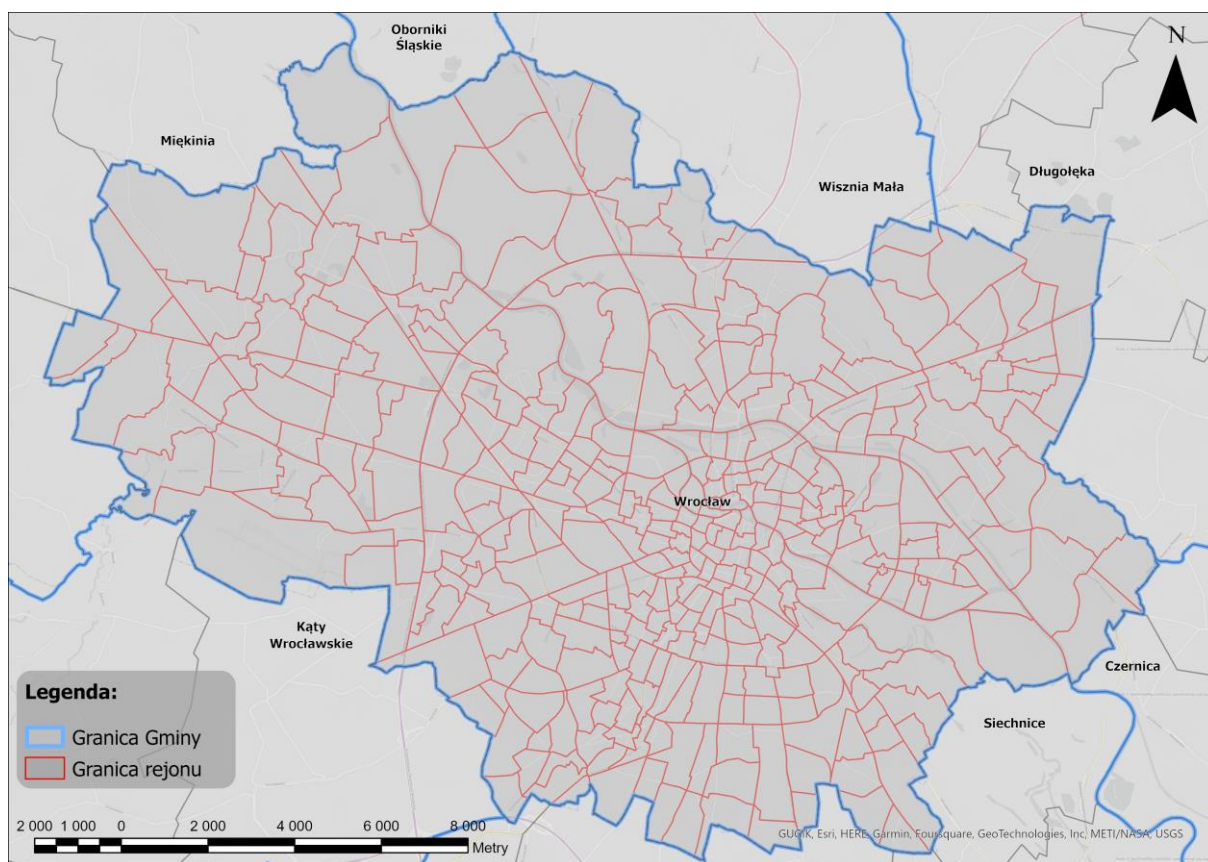 Oborniki
Śląskie
N
Miękinia
Długołęka
Wisznia Mała
Wrocław
Kąty
Wrocławskie
Czernica
Siechnice
Legenda:
Granica Gminy
Granica rejonu
2 000 1 000 0 2 000 4 000 6 000 8 000
Metry
GUGIK, Esri, HERE, Garmin, Foursquare, GeoTechnologies, Inc, METI/NASA, USGS